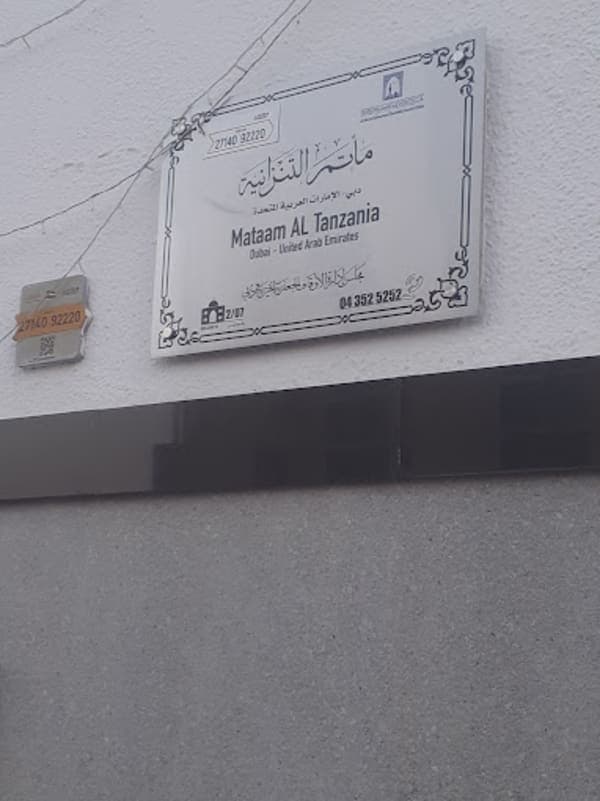 27140 92220
مأتم التنزانية
دبي - الإمارات العربية المتحدة
Mataam AL Tanzania
Dubai - United Arab Emirates
2/07
04 352 5252
27140 92220